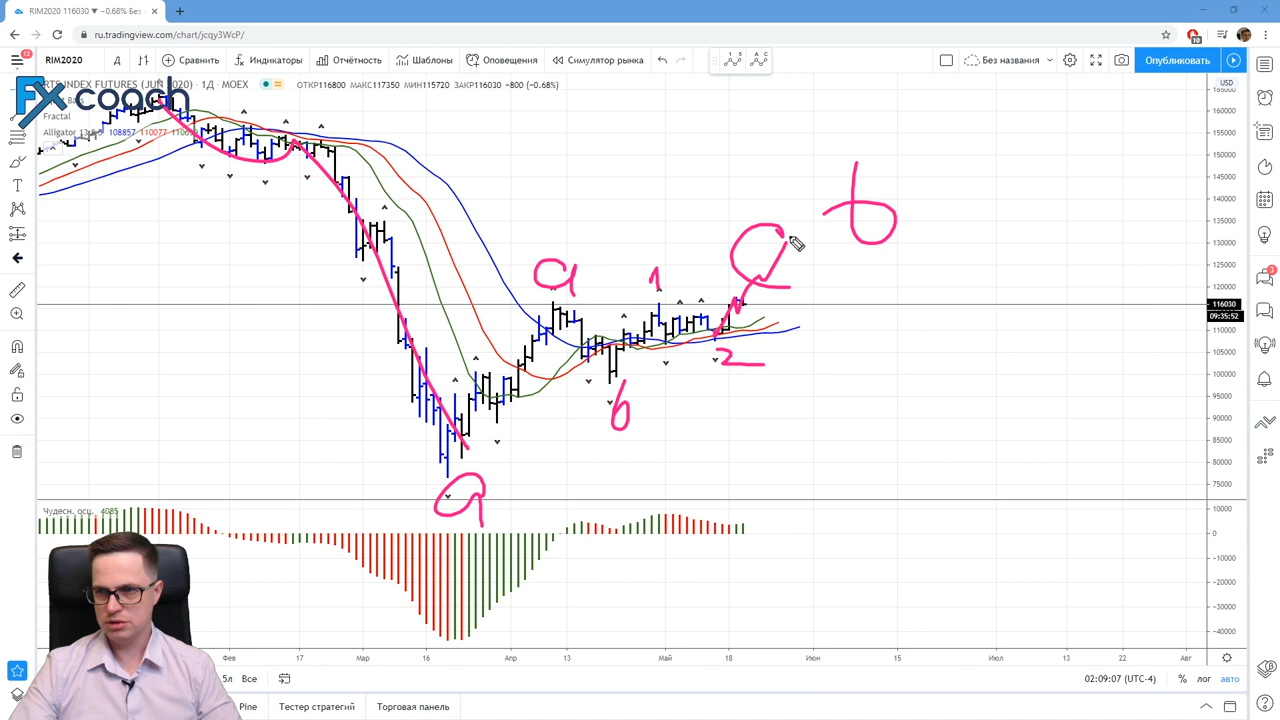 RIM2020 116030 ▼ −0.68% Без
ru.tradingview.com/chart/jcqy3WcP/
10
12
RIM2020
Д
Сравнить
Индикаторы
Отчётность
Шаблоны
Оповещения
Симулятор рынка
Без названия
Опубликовать
FX coach
RTS INDEX FUTURES (JUN 2020) · 1Д · MOEX
ОТКР116800 МАКС117350 МИН115720 ЗАКР116030 −800 (−0.68%)
Fractal
Alligator 13 8 5 108857 110077
USD
165000
160000
155000
150000
145000
140000
135000
130000
125000
120000
116030
09:35:52
110000
105000
100000
95000
90000
85000
80000
75000
a
1
b
2
a
b
Чудесн. осц. 4085
10000
0
−10000
−20000
−30000
−40000
Фев 17 Мар 16 Апр 13 Май 18 Июн 15 Июл 13 22 Авг
5л Все
02:09:07 (UTC-4)
% лог авто
Pine
Тестер стратегий
Торговая панель
3